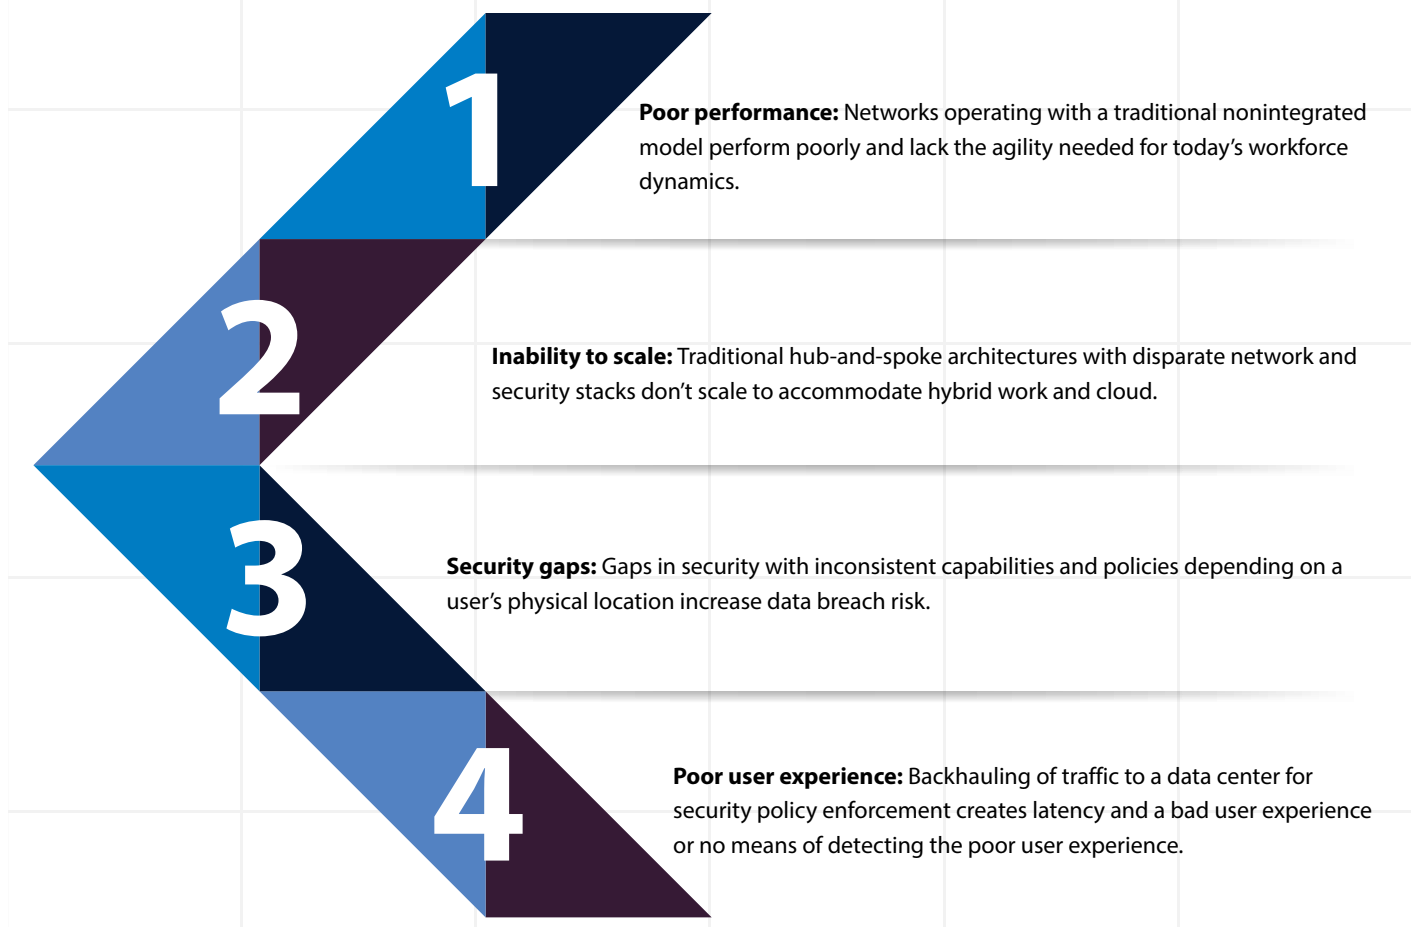 1
Poor performance: Networks operating with a traditional nonintegrated
model perform poorly and lack the agility needed for today’s workforce
dynamics.
2
Inability to scale: Traditional hub-and-spoke architectures with disparate network and
security stacks don’t scale to accommodate hybrid work and cloud.
3
Security gaps: Gaps in security with inconsistent capabilities and policies depending on a
user’s physical location increase data breach risk.
4
Poor user experience: Backhauling of traffic to a data center for
security policy enforcement creates latency and a bad user experience
or no means of detecting the poor user experience.